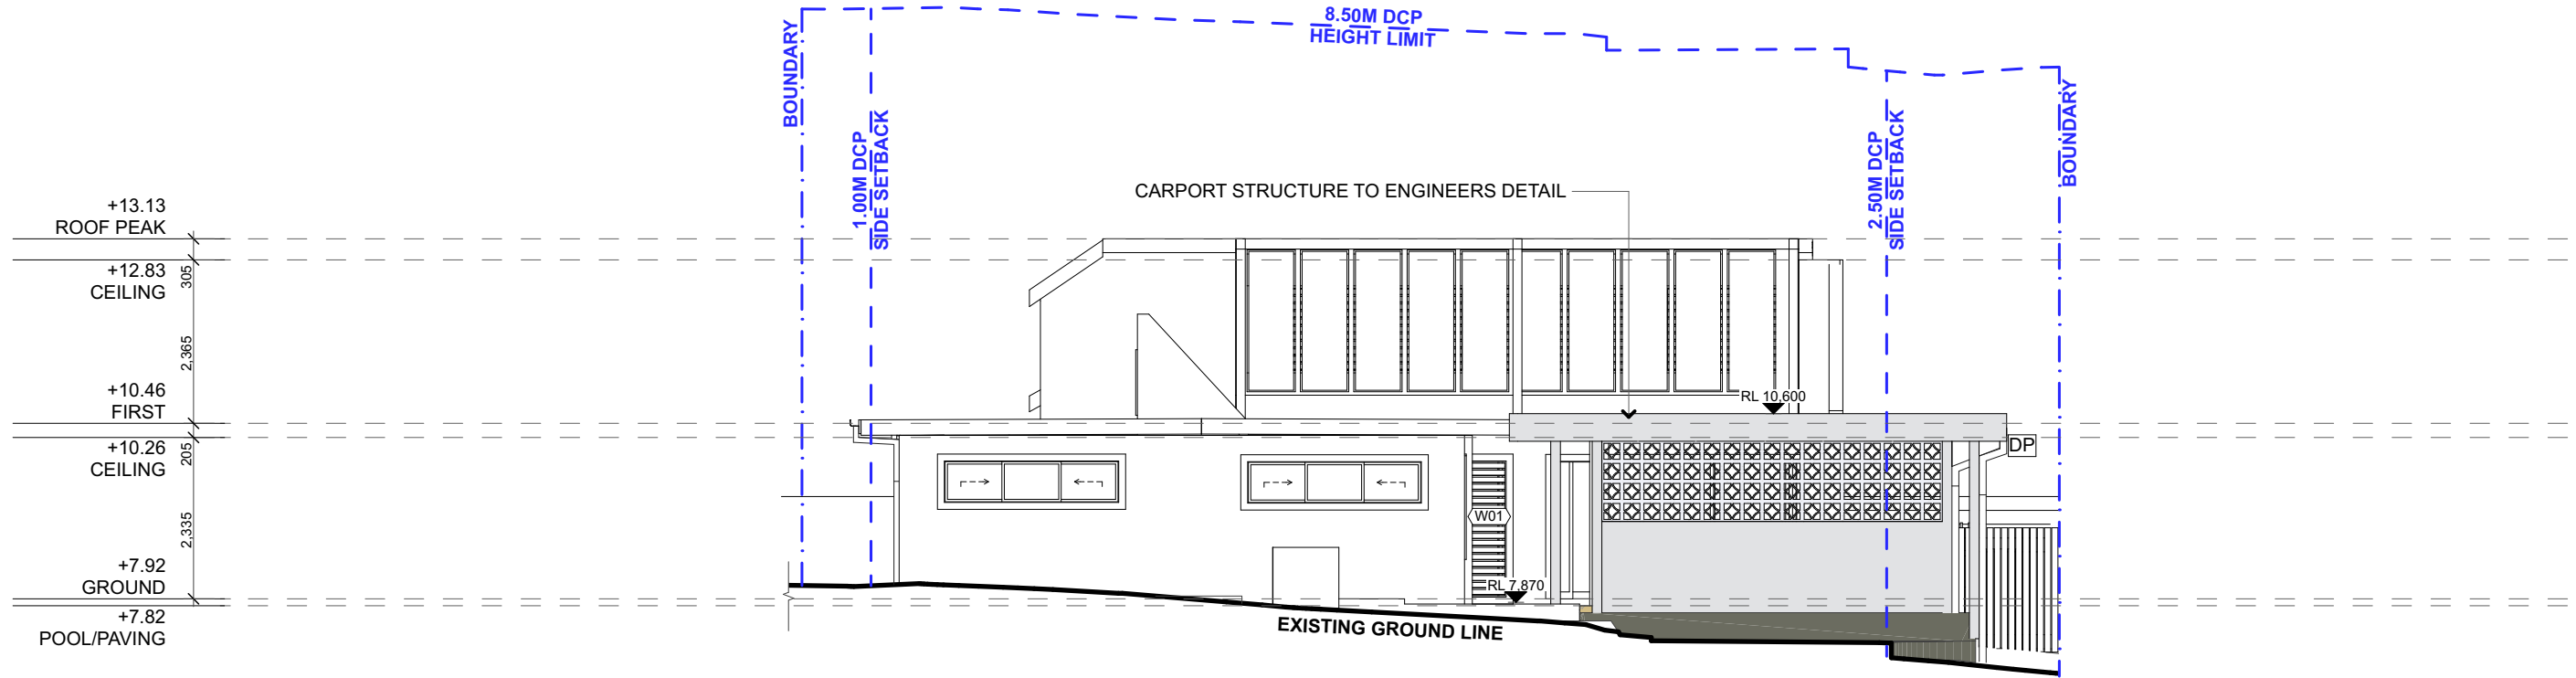 8.50M DCP
HEIGHT LIMIT
BOUNDARY
1.00M DCP
SIDE SETBACK
2.50M DCP
SIDE SETBACK
BOUNDARY
CARPORT STRUCTURE TO ENGINEERS DETAIL
+13.13
ROOF PEAK
305
+12.83
CEILING
2,365
+10.46
FIRST
RL 10,600
205
+10.26
CEILING
DP
W01
2,335
+7.92
GROUND
RL 7,870
+7.82
POOL/PAVING
EXISTING GROUND LINE